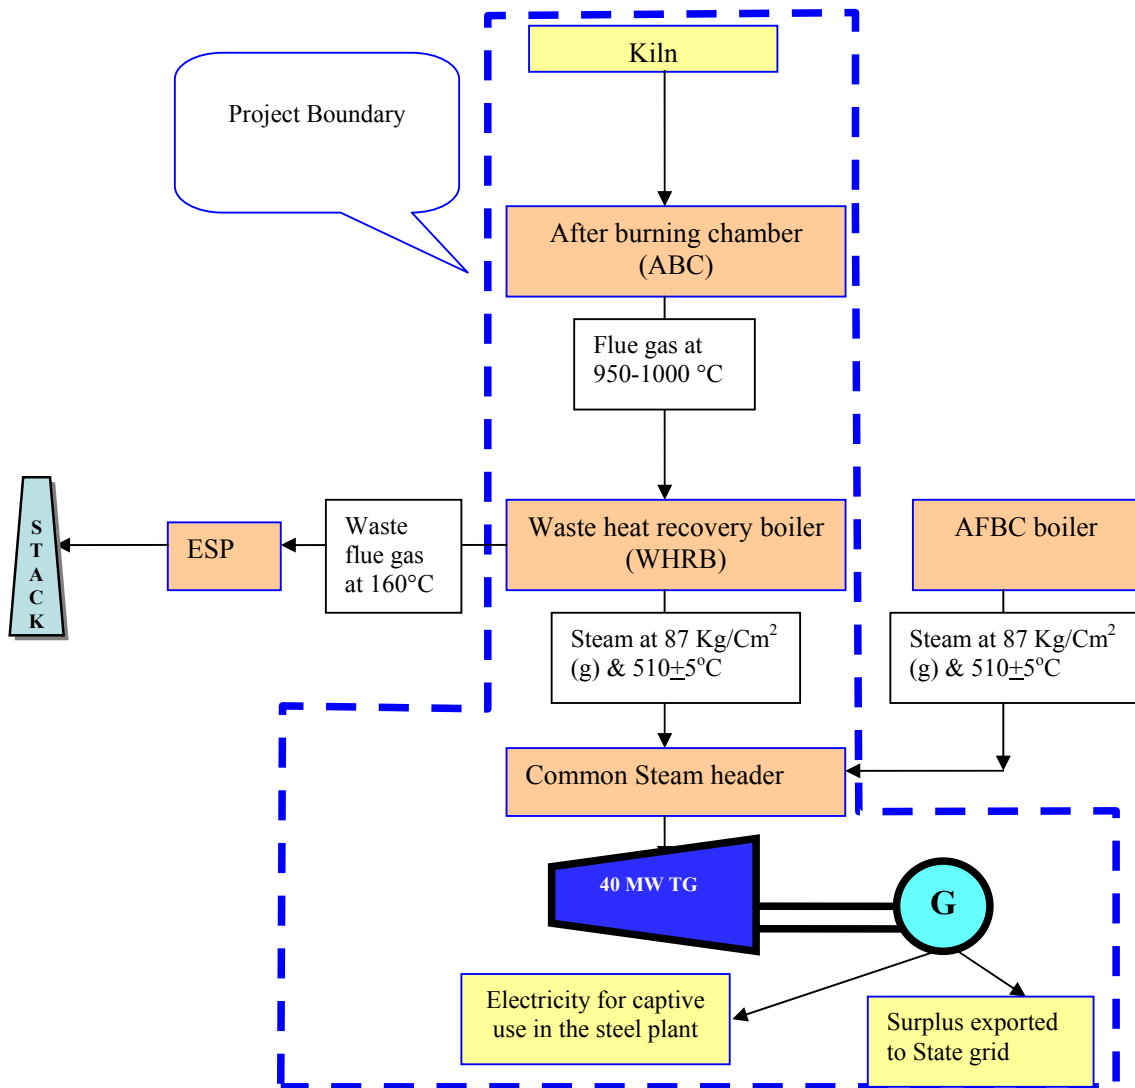 Kiln
Project Boundary
After burning chamber
(ABC)
Flue gas at
950-1000 °C
STACK
ESP
Waste
flue gas
at 160°C
Waste heat recovery boiler
(WHRB)
AFBC boiler
Steam at 87 Kg/Cm²
(g) & 510±5°C
Steam at 87 Kg/Cm²
(g) & 510±5°C
Common Steam header
40 MW TG
G
Electricity for captive
use in the steel plant
Surplus exported
to State grid